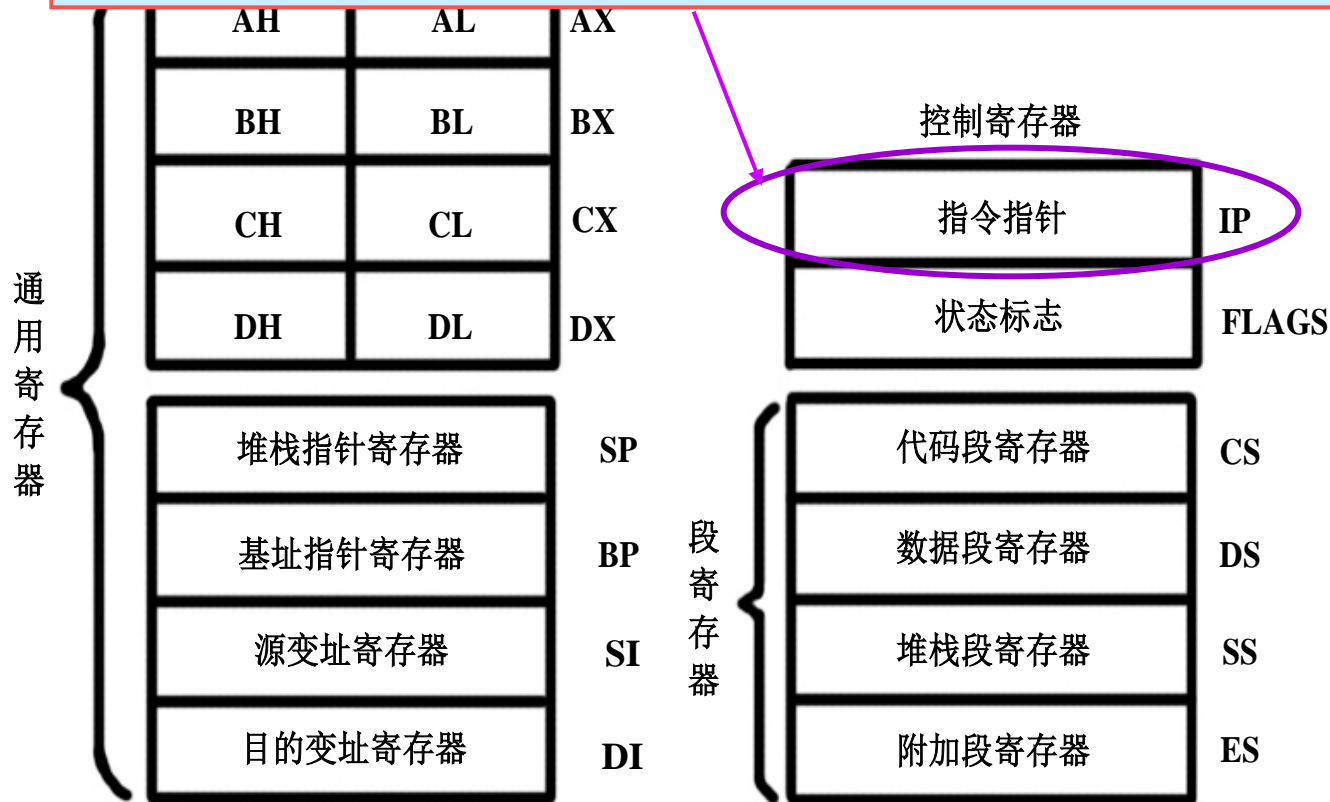 AH AL AX
BH BL BX
CH CL CX
DH DL DX
通用寄存器
堆栈指针寄存器 SP
基址指针寄存器 BP
源变址寄存器 SI
目的变址寄存器 DI
控制寄存器
指令指针 IP
状态标志 FLAGS
段寄存器
代码段寄存器 CS
数据段寄存器 DS
堆栈段寄存器 SS
附加段寄存器 ES